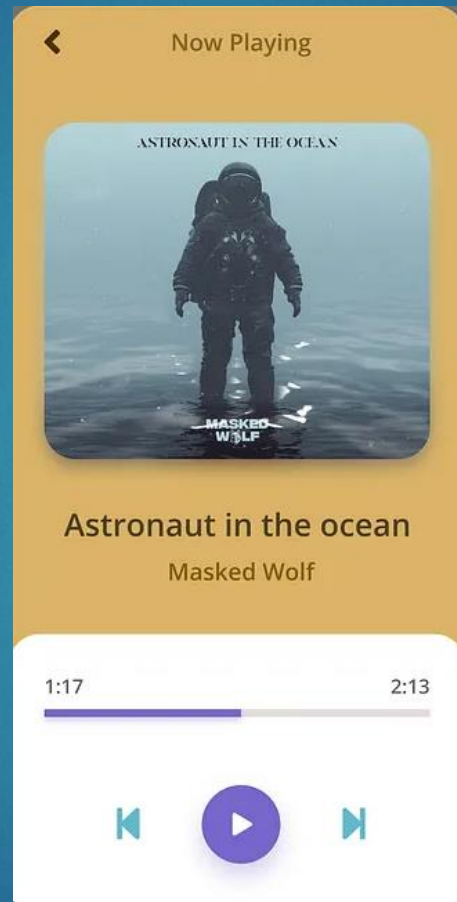 Now Playing
ASTRONAUT IN THE OCEAN
MASKED
WOLF
Astronaut in the ocean
Masked Wolf
1:17
2:13